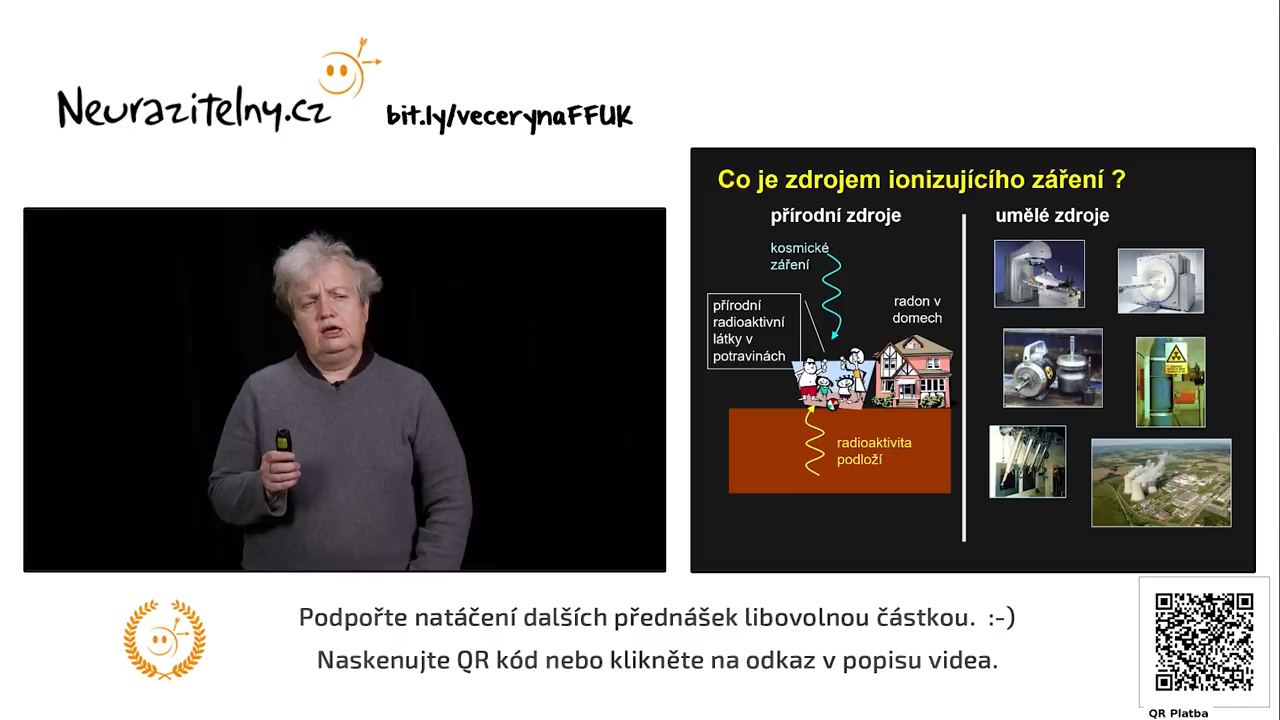 Neurazitelny.cz
bit.ly/vecerynaFFUK
Co je zdrojem ionizujícího záření ?
přírodní zdroje
umělé zdroje
kosmické
záření
přírodní
radioaktivní
látky v
potravinách
radon v
domech
radioaktivita
podloží
Podpořte natáčení dalších přednášek libovolnou částkou. :-)
Naskenujte QR kód nebo klikněte na odkaz v popisu videa.
QR Platba